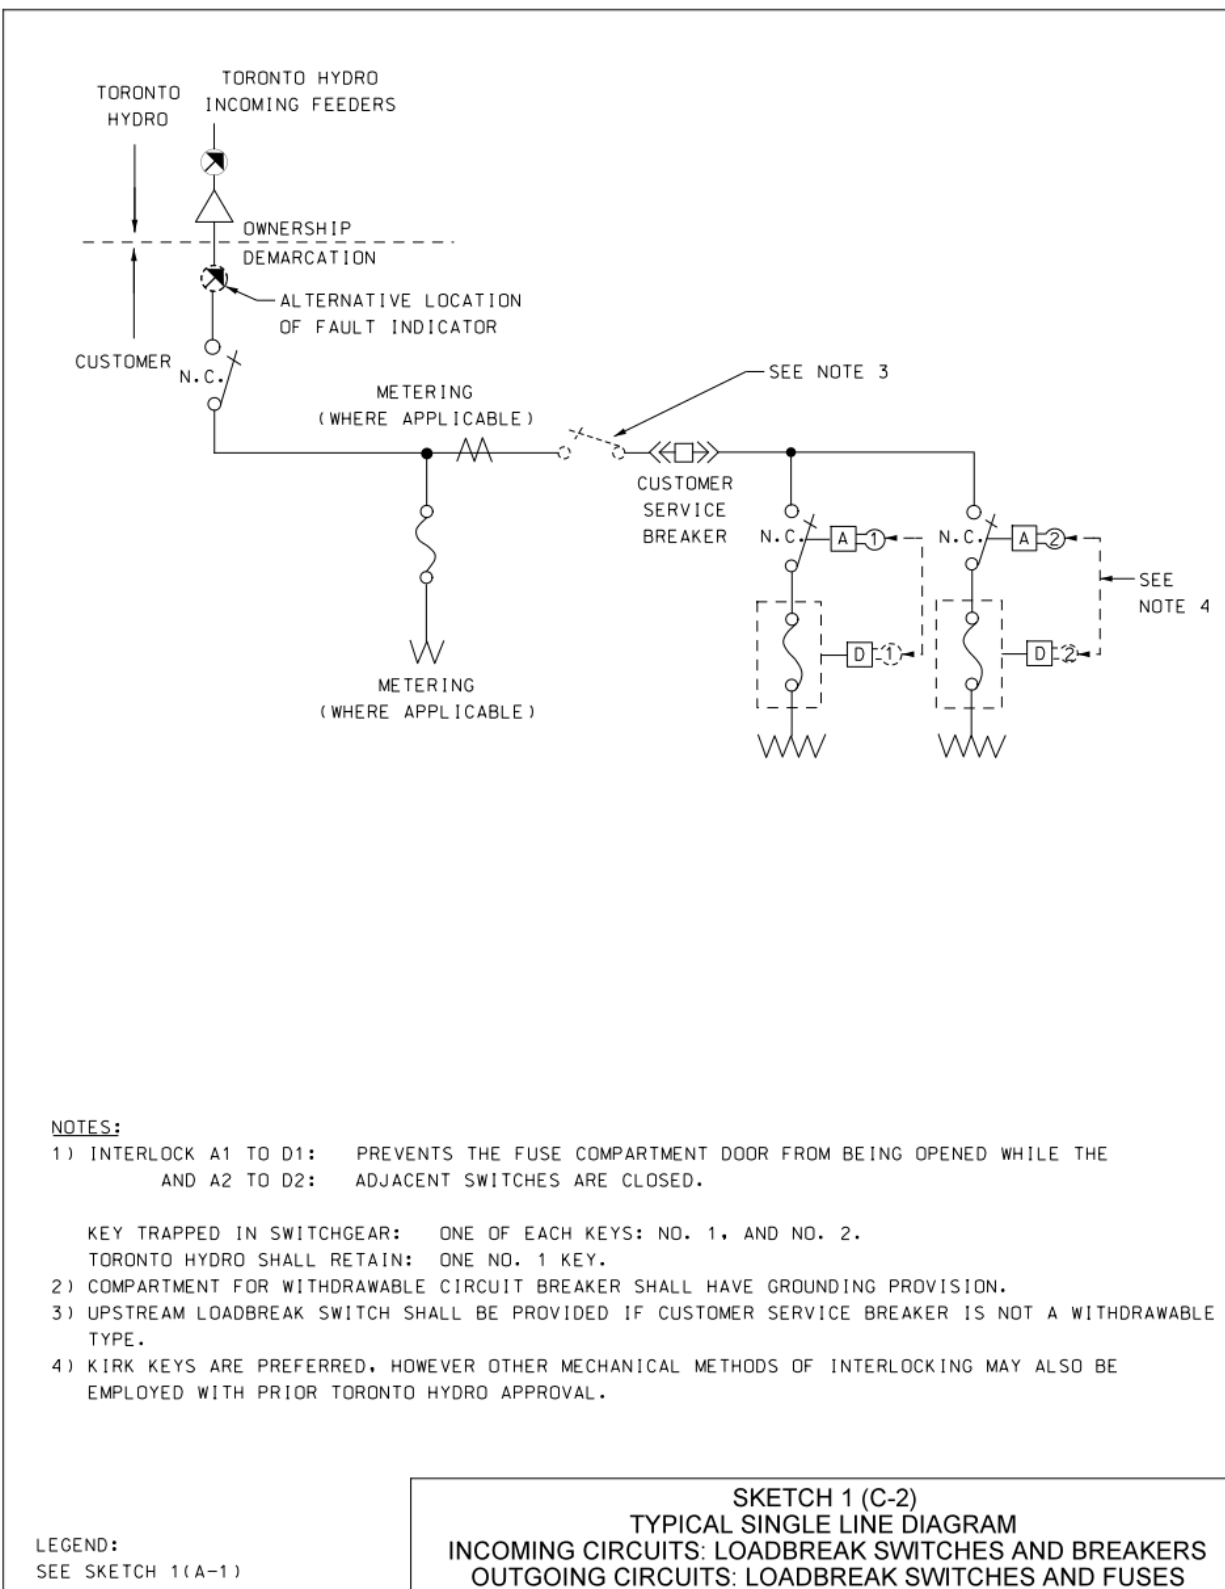 TORONTO HYDRO
INCOMING FEEDERS
TORONTO
HYDRO
OWNERSHIP
DEMARCATION
ALTERNATIVE LOCATION
OF FAULT INDICATOR
CUSTOMER
N.C.
METERING
(WHERE APPLICABLE)
SEE NOTE 3
CUSTOMER
SERVICE
BREAKER
N.C.
A 1
N.C.
A 2
SEE
NOTE 4
D 1
D 2
METERING
(WHERE APPLICABLE)
NOTES:
1) INTERLOCK A1 TO D1: PREVENTS THE FUSE COMPARTMENT DOOR FROM BEING OPENED WHILE THE
AND A2 TO D2: ADJACENT SWITCHES ARE CLOSED.
KEY TRAPPED IN SWITCHGEAR: ONE OF EACH KEYS: NO. 1, AND NO. 2.
TORONTO HYDRO SHALL RETAIN: ONE NO. 1 KEY.
2) COMPARTMENT FOR WITHDRAWABLE CIRCUIT BREAKER SHALL HAVE GROUNDING PROVISION.
3) UPSTREAM LOADBREAK SWITCH SHALL BE PROVIDED IF CUSTOMER SERVICE BREAKER IS NOT A WITHDRAWABLE
TYPE.
4) KIRK KEYS ARE PREFERRED, HOWEVER OTHER MECHANICAL METHODS OF INTERLOCKING MAY ALSO BE
EMPLOYED WITH PRIOR TORONTO HYDRO APPROVAL.
LEGEND:
SEE SKETCH 1(A-1)
SKETCH 1 (C-2)
TYPICAL SINGLE LINE DIAGRAM
INCOMING CIRCUITS: LOADBREAK SWITCHES AND BREAKERS
OUTGOING CIRCUITS: LOADBREAK SWITCHES AND FUSES